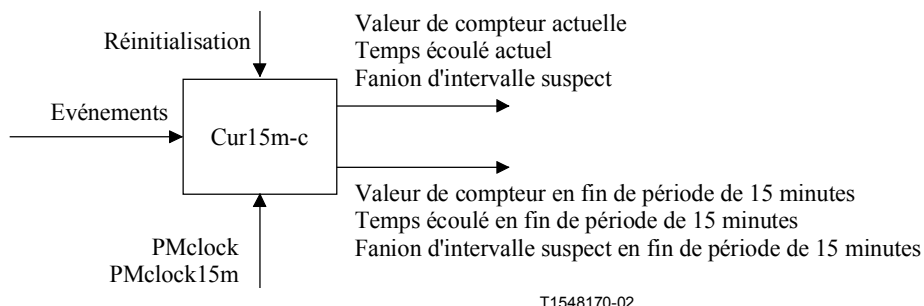 Réinitialisation
Valeur de compteur actuelle
Temps écoulé actuel
Fanion d'intervalle suspect
Evénements
Cur15m-c
Valeur de compteur en fin de période de 15 minutes
Temps écoulé en fin de période de 15 minutes
Fanion d'intervalle suspect en fin de période de 15 minutes
PMclock
PMclock15m
T1548170-02